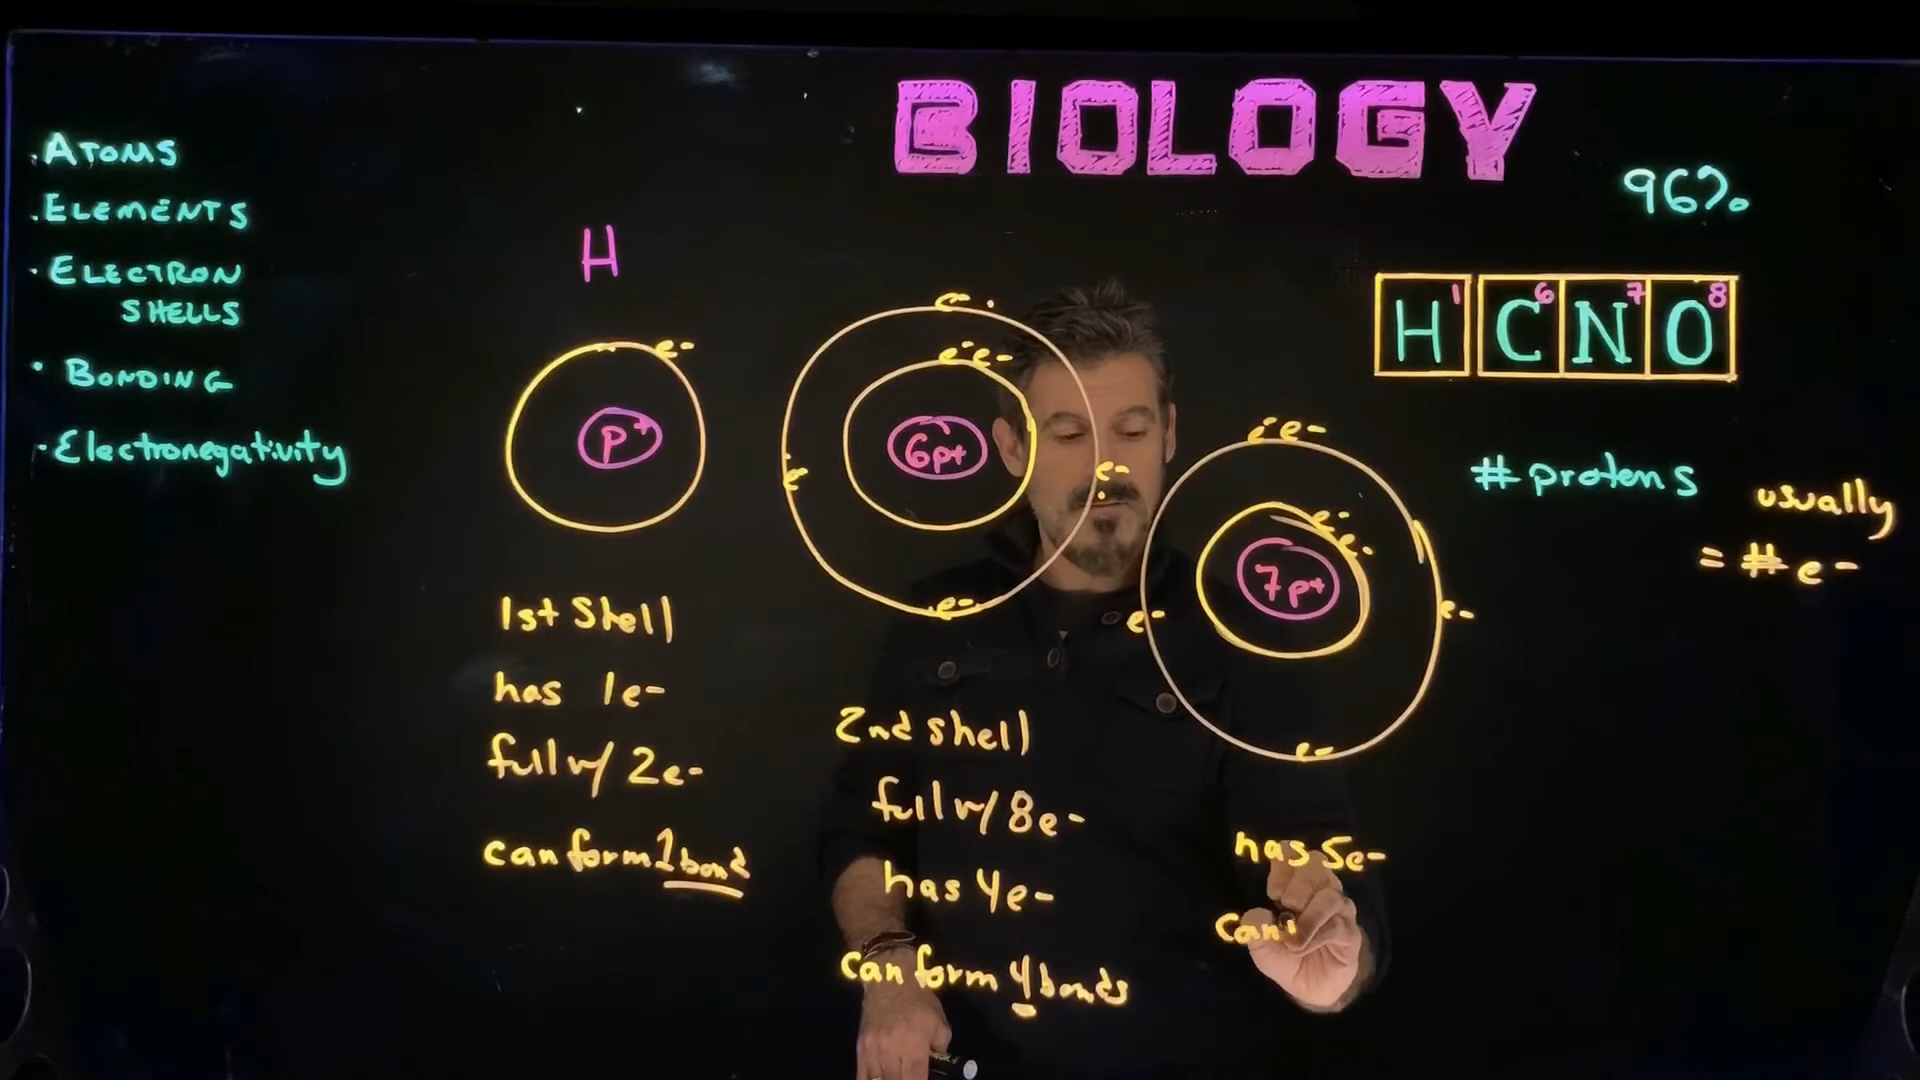 BIOLOGY
· ATOMS
· ELEMENTS
· ELECTRON
SHELLS
· BONDING
· Electronegativity
96%
H
H 1 C 6 N 7 O 8
e-
p+
1st Shell
has 1e-
full w/ 2e-
can form 1 bond
e-
e- e-
6p+
e-
e-
e-
2nd shell
full w/ 8e-
has 4e-
can form 4 bonds
e- e-
e-
e-
7p+
e-
e-
e-
has 5e-
can
# protons
usually
= # e-